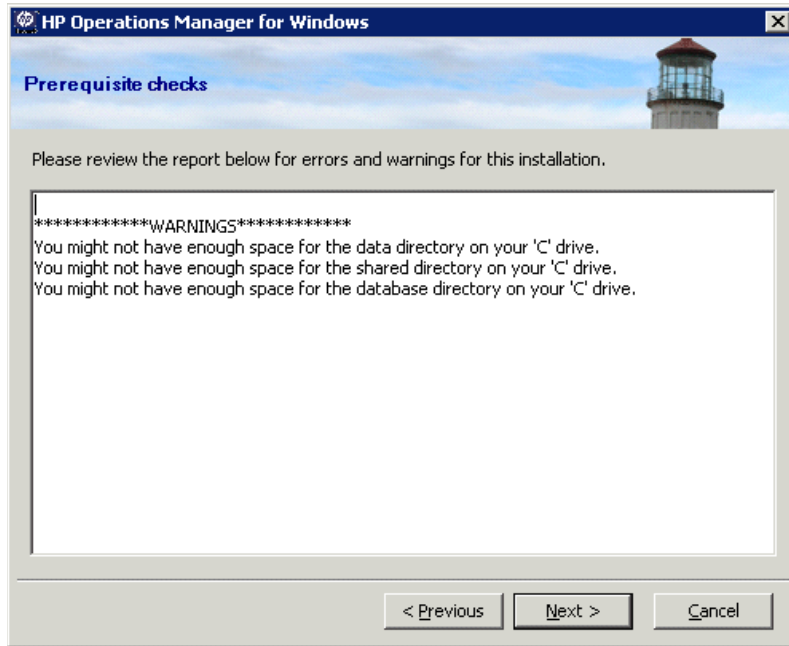 HP Operations Manager for Windows
Prerequisite checks
Please review the report below for errors and warnings for this installation.
************WARNINGS************
You might not have enough space for the data directory on your 'C' drive.
You might not have enough space for the shared directory on your 'C' drive.
You might not have enough space for the database directory on your 'C' drive.
< Previous
Next >
Cancel